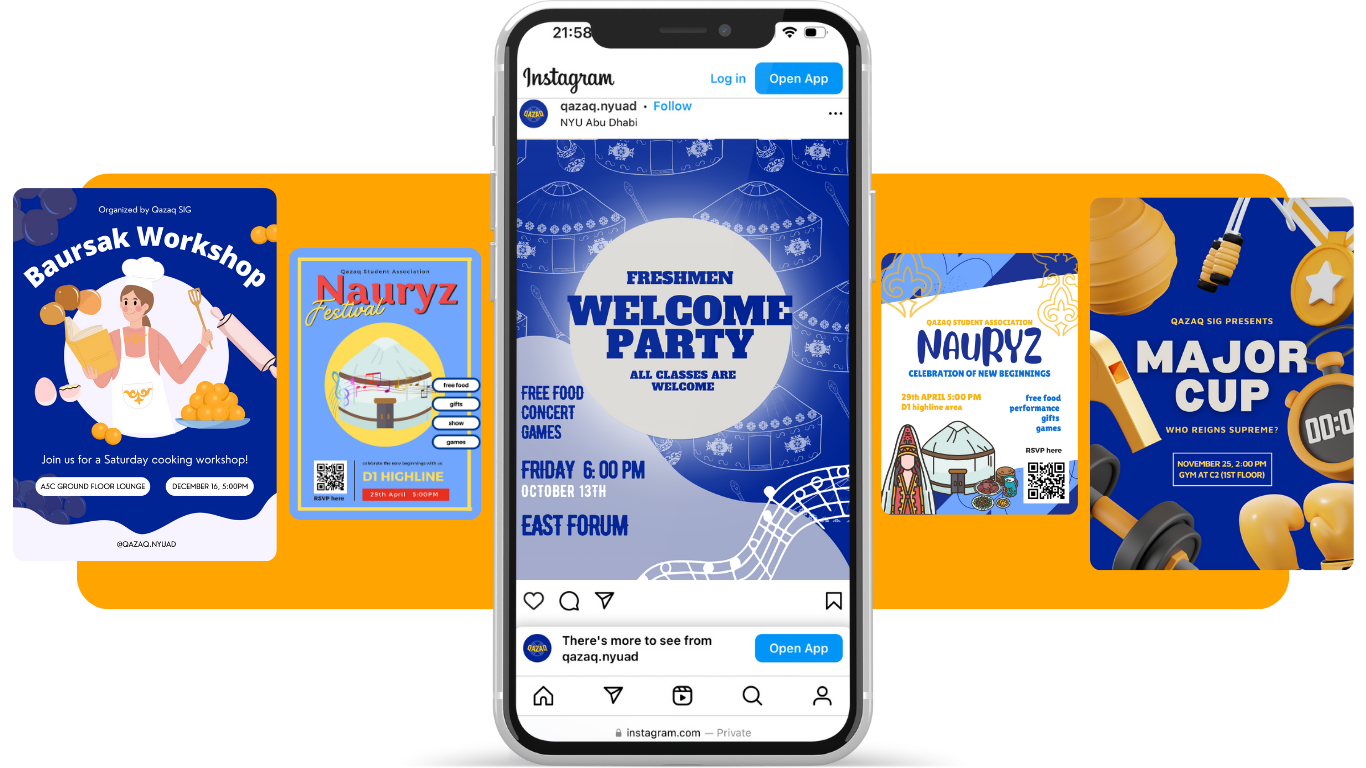 Organized by Qazaq SIG
Baursak Workshop
Join us for a Saturday cooking workshop!
A5C GROUND FLOOR LOUNGE
DECEMBER 16, 5:00PM
@QAZAQ.NYUAD
Qazaq Student Association
Nauryz
Festival
free food
gifts
show
games
celebrate the new beginnings with us
D1 HIGHLINE
29th April 5:00PM
RSVP here
21:58
Instagram
Log in
Open App
QAZAQ
qazaq.nyuad • Follow
NYU Abu Dhabi
FRESHMEN
WELCOME
PARTY
ALL CLASSES ARE
WELCOME
FREE FOOD
CONCERT
GAMES
FRIDAY 6:00 PM
OCTOBER 13TH
EAST FORUM
QAZAQ
There's more to see from
qazaq.nyuad
Open App
instagram.com — Private
QAZAQ STUDENT ASSOCIATION
NAURYZ
CELEBRATION OF NEW BEGINNINGS
29th APRIL 5:00 PM
D1 highline area
free food
performance
gifts
games
RSVP here
QAZAQ SIG PRESENTS
MAJOR
CUP
WHO REIGNS SUPREME?
NOVEMBER 25, 2:00 PM
GYM AT C2 (1ST FLOOR)
00:0